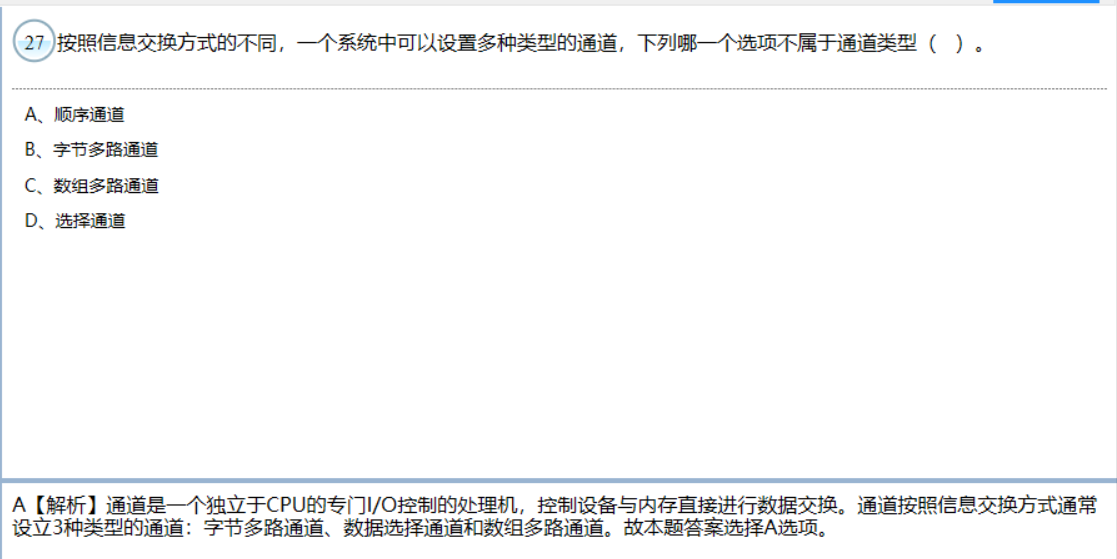 27 按照信息交换方式的不同，一个系统中可以设置多种类型的通道，下列哪一个选项不属于通道类型（ ）。
A、顺序通道
B、字节多路通道
C、数组多路通道
D、选择通道
A【解析】通道是一个独立于CPU的专门I/O控制的处理机，控制设备与内存直接进行数据交换。通道按照信息交换方式通常
设立3种类型的通道：字节多路通道、数据选择通道和数组多路通道。故本题答案选择A选项。